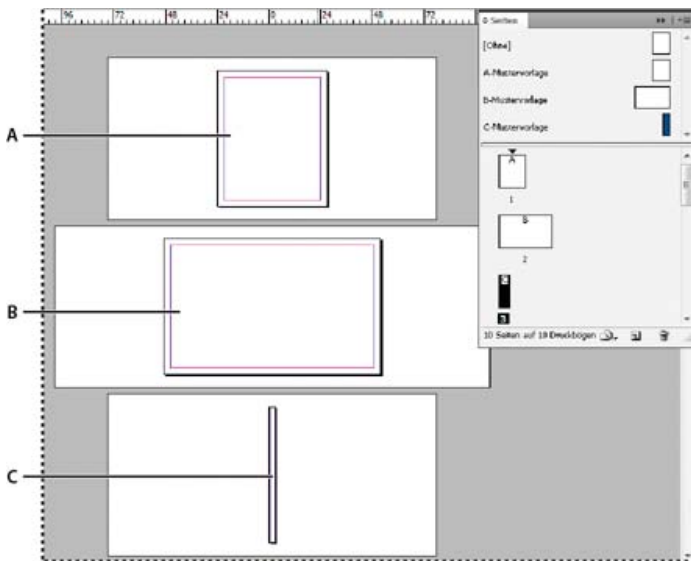 96 72 48 24 0 24 48 72
Seiten
[Ohne]
A-Mustervorlage
B-Mustervorlage
C-Mustervorlage
A
1
B
2
A
B
C
10 Seiten auf 10 Druckbögen